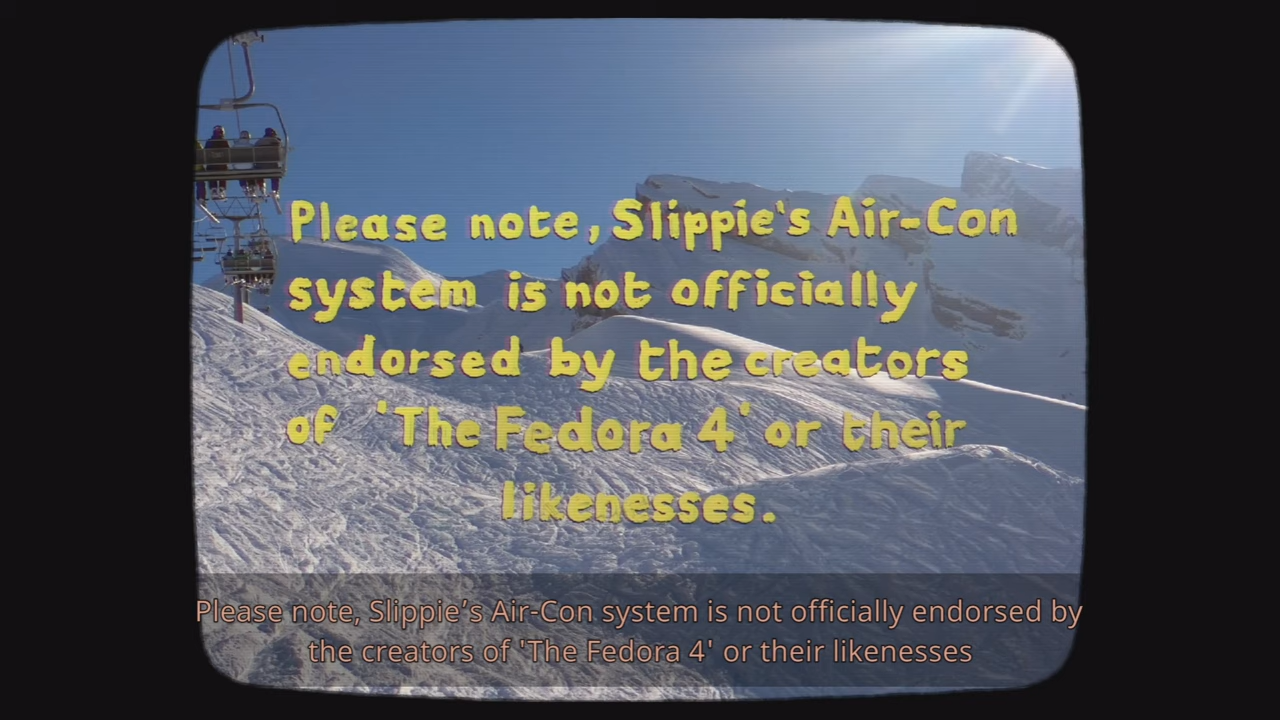 Please note, Slippie's Air-Con
system is not officially
endorsed by the creators
of 'The Fedora 4' or their
likenesses.
Please note, Slippie’s Air-Con system is not officially endorsed by
the creators of 'The Fedora 4' or their likenesses